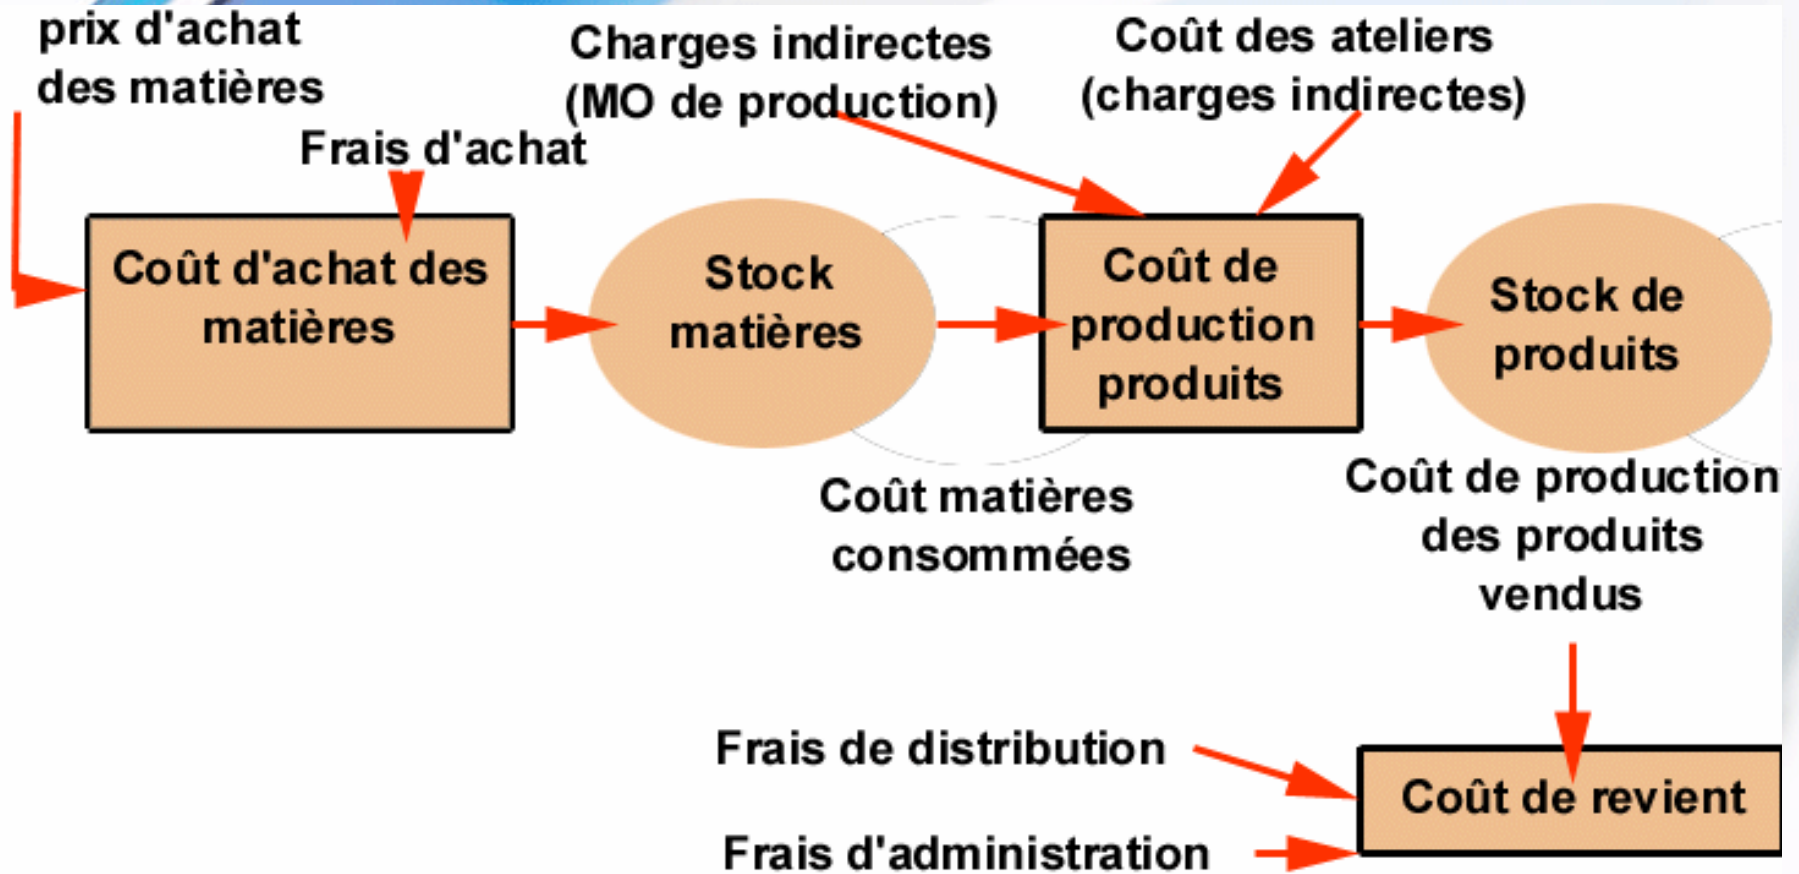 prix d'achat
des matières
Frais d'achat
Charges indirectes
(MO de production)
Coût des ateliers
(charges indirectes)
Coût d'achat des
matières
Stock
matières
Coût de
production
produits
Stock de
produits
Coût matières
consommées
Coût de production
des produits
vendus
Frais de distribution
Coût de revient
Frais d'administration